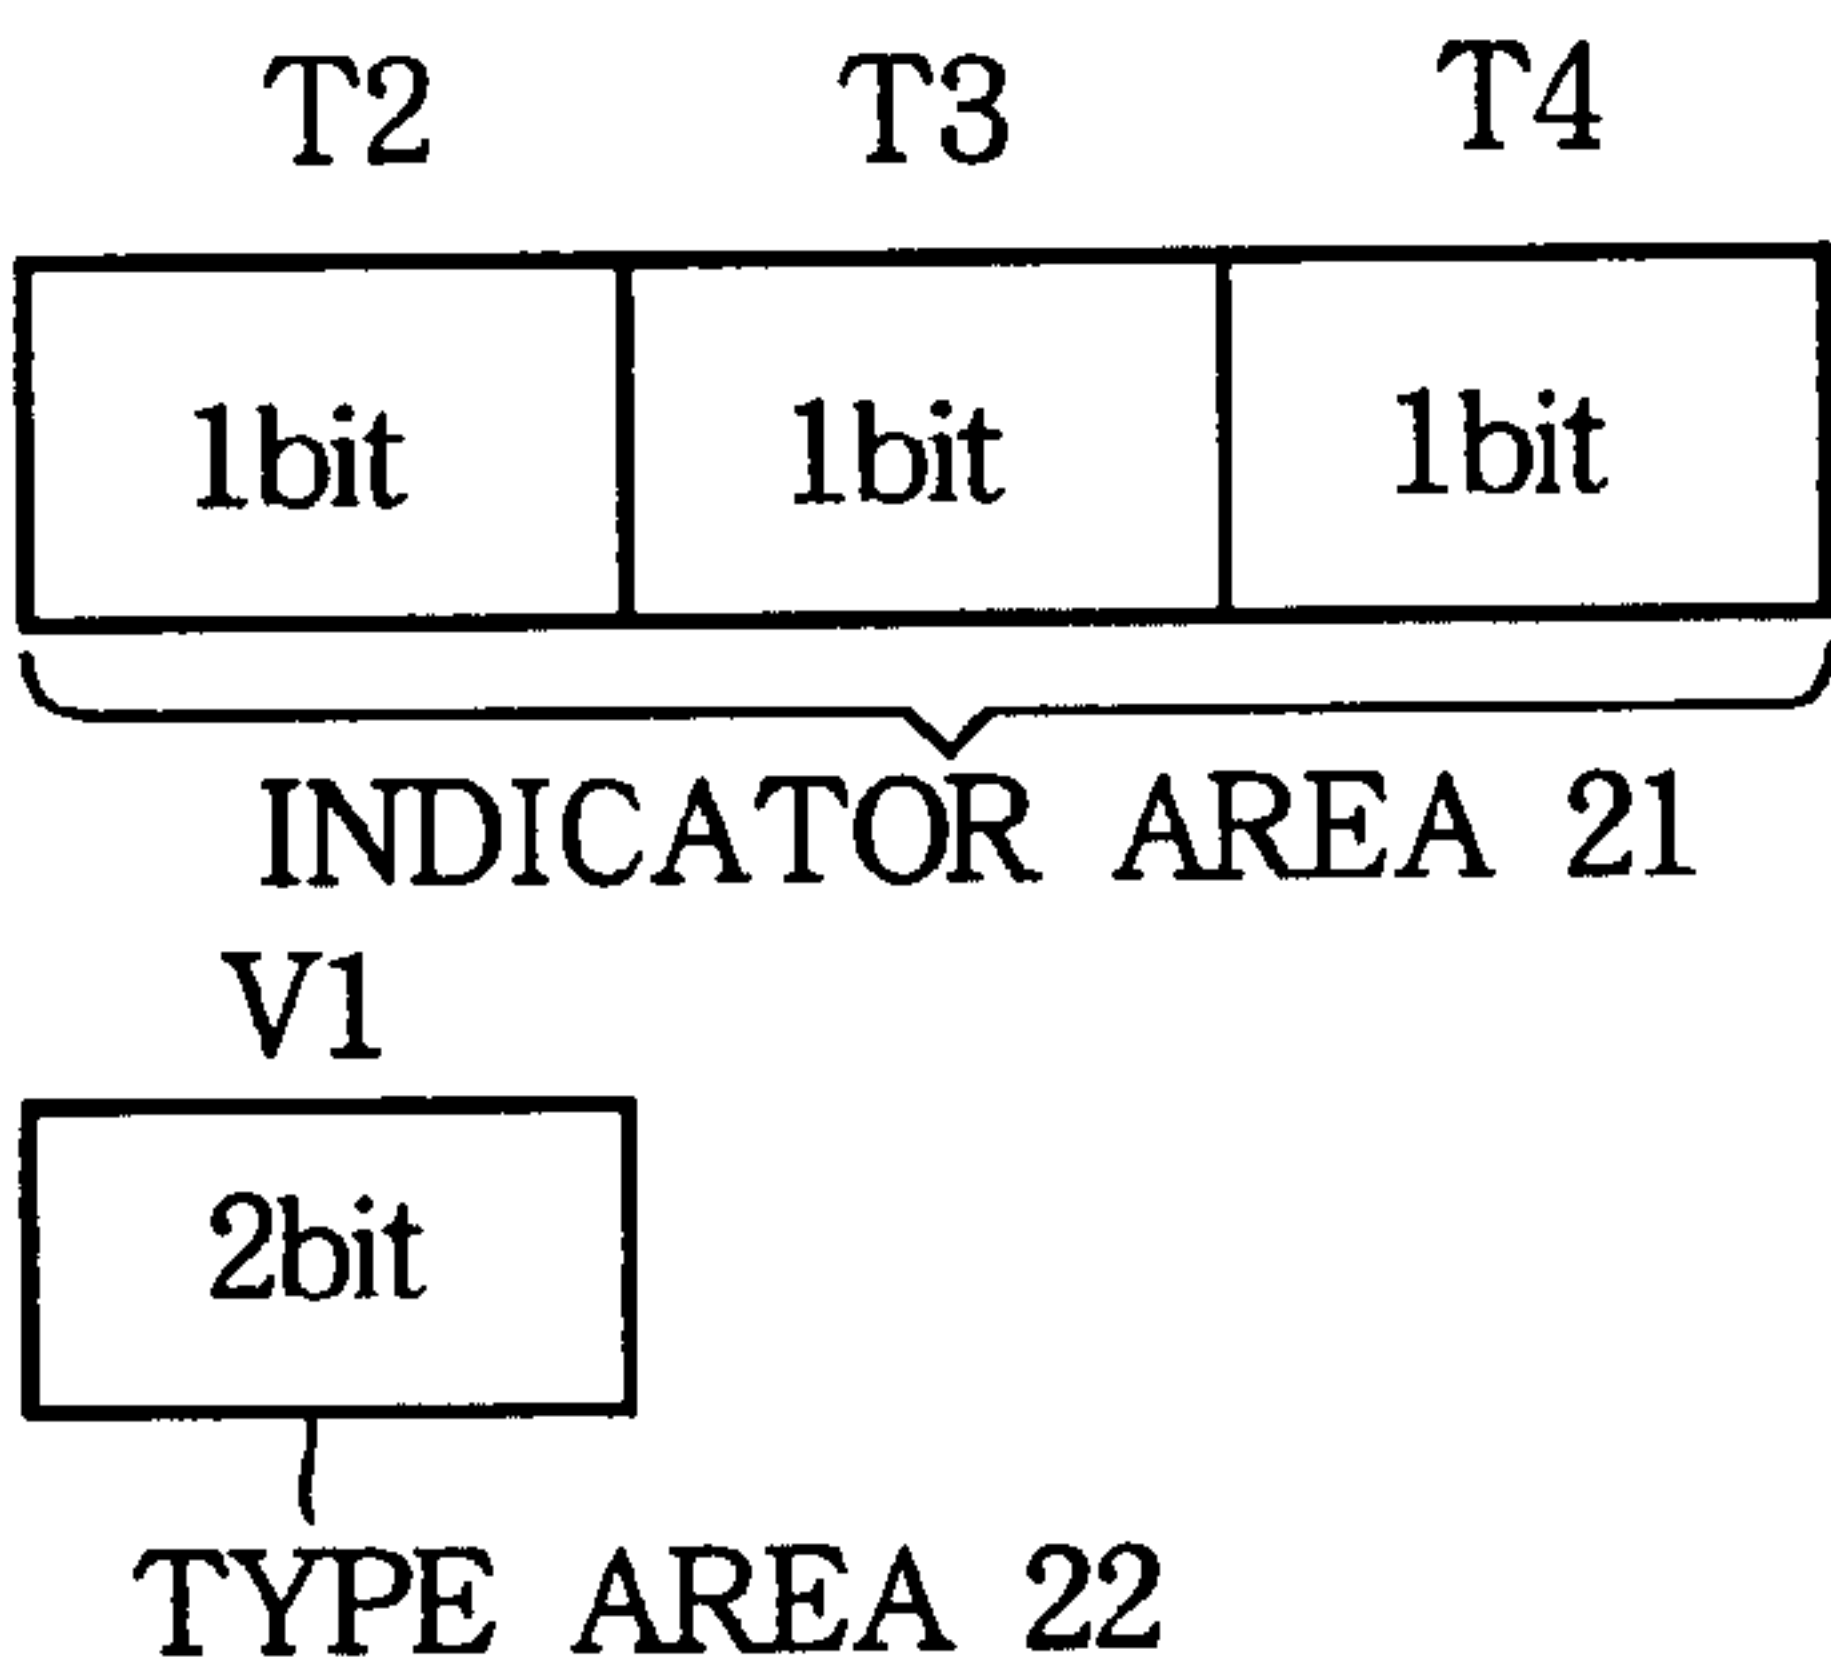 T2 T3 T4
1bit 1bit 1bit
INDICATOR AREA 21
V1
2bit
TYPE AREA 22